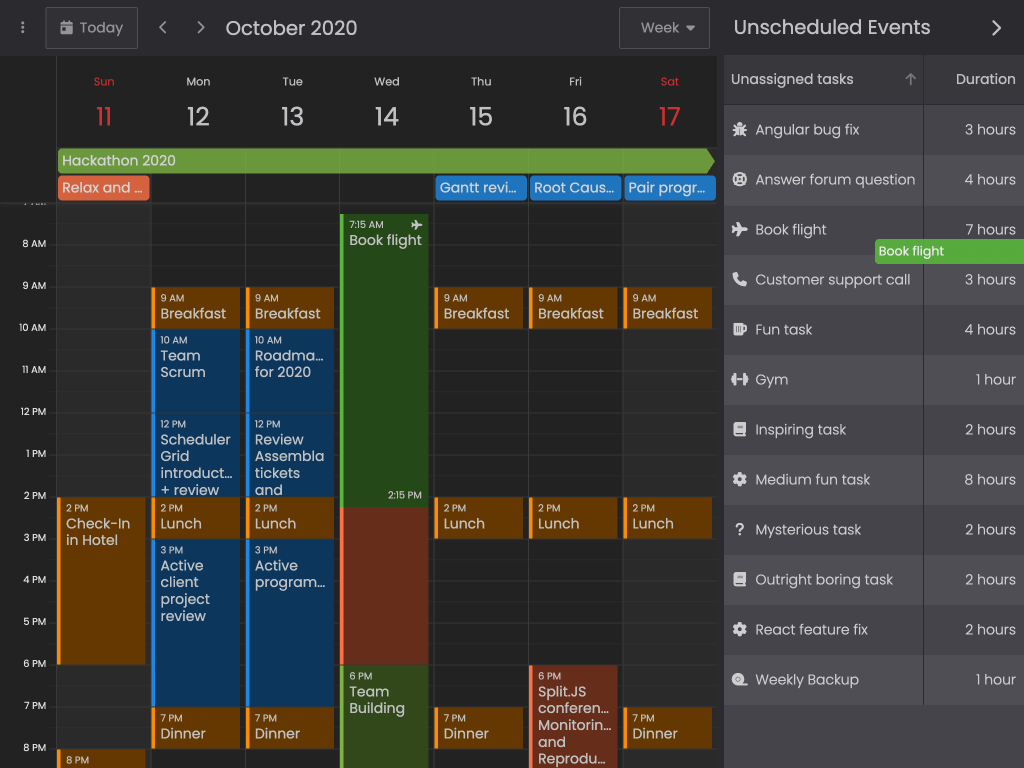 Today
October 2020
Week
Unscheduled Events
Sun
11
Mon
12
Tue
13
Wed
14
Thu
15
Fri
16
Sat
17
Unassigned tasks
Duration
Hackathon 2020
Relax and ...
Gantt revi...
Root Caus...
Pair progr...
8 AM
9 AM
10 AM
11 AM
12 PM
1 PM
2 PM
3 PM
4 PM
5 PM
6 PM
7 PM
8 PM
2 PM
Check-In
in Hotel
8 PM
9 AM
Breakfast
10 AM
Team
Scrum
12 PM
Scheduler
Grid
introduct...
+ review
2 PM
Lunch
3 PM
Active
client
project
review
7 PM
Dinner
9 AM
Breakfast
10 AM
Roadma...
for 2020
12 PM
Review
Assembla
tickets
and
2 PM
Lunch
3 PM
Active
program...
7 PM
Dinner
7:15 AM
Book flight
2:15 PM
6 PM
Team
Building
9 AM
Breakfast
2 PM
Lunch
7 PM
Dinner
9 AM
Breakfast
2 PM
Lunch
6 PM
Split.JS
conferen...
Monitorin...
and
Reprodu...
9 AM
Breakfast
2 PM
Lunch
7 PM
Dinner
Angular bug fix 3 hours
Answer forum question 4 hours
Book flight 7 hours
Book flight
Customer support call 3 hours
Fun task 4 hours
Gym 1 hour
Inspiring task 2 hours
Medium fun task 8 hours
Mysterious task 2 hours
Outright boring task 2 hours
React feature fix 2 hours
Weekly Backup 1 hour